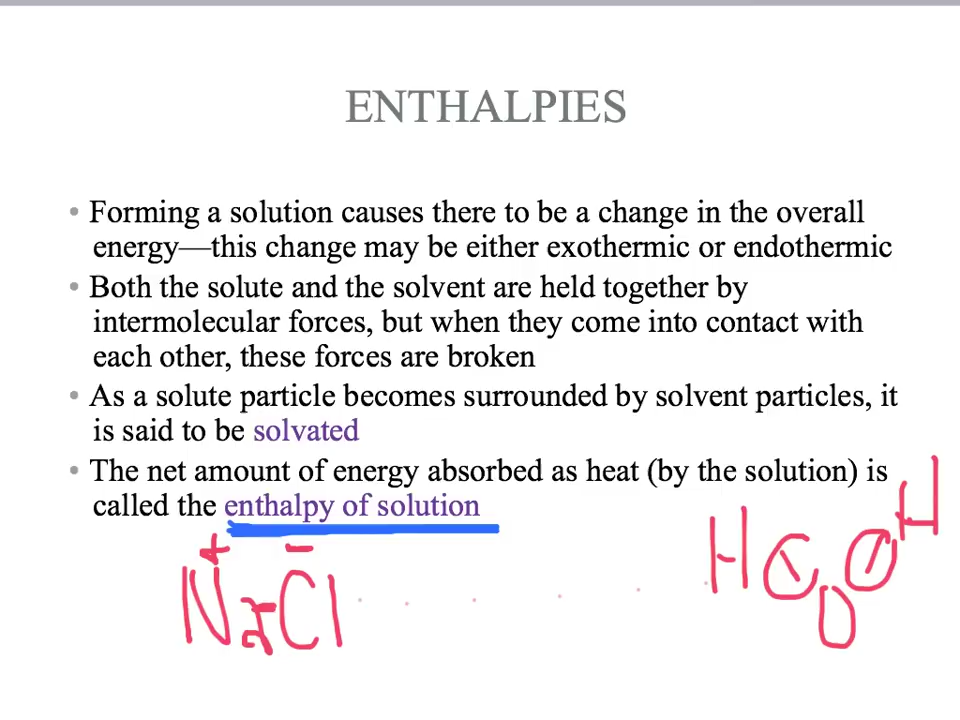 ENTHALPIES
• Forming a solution causes there to be a change in the overall
energy—this change may be either exothermic or endothermic
• Both the solute and the solvent are held together by
intermolecular forces, but when they come into contact with
each other, these forces are broken
• As a solute particle becomes surrounded by solvent particles, it
is said to be solvated
• The net amount of energy absorbed as heat (by the solution) is
called the enthalpy of solution
+ −
Cl
H O H